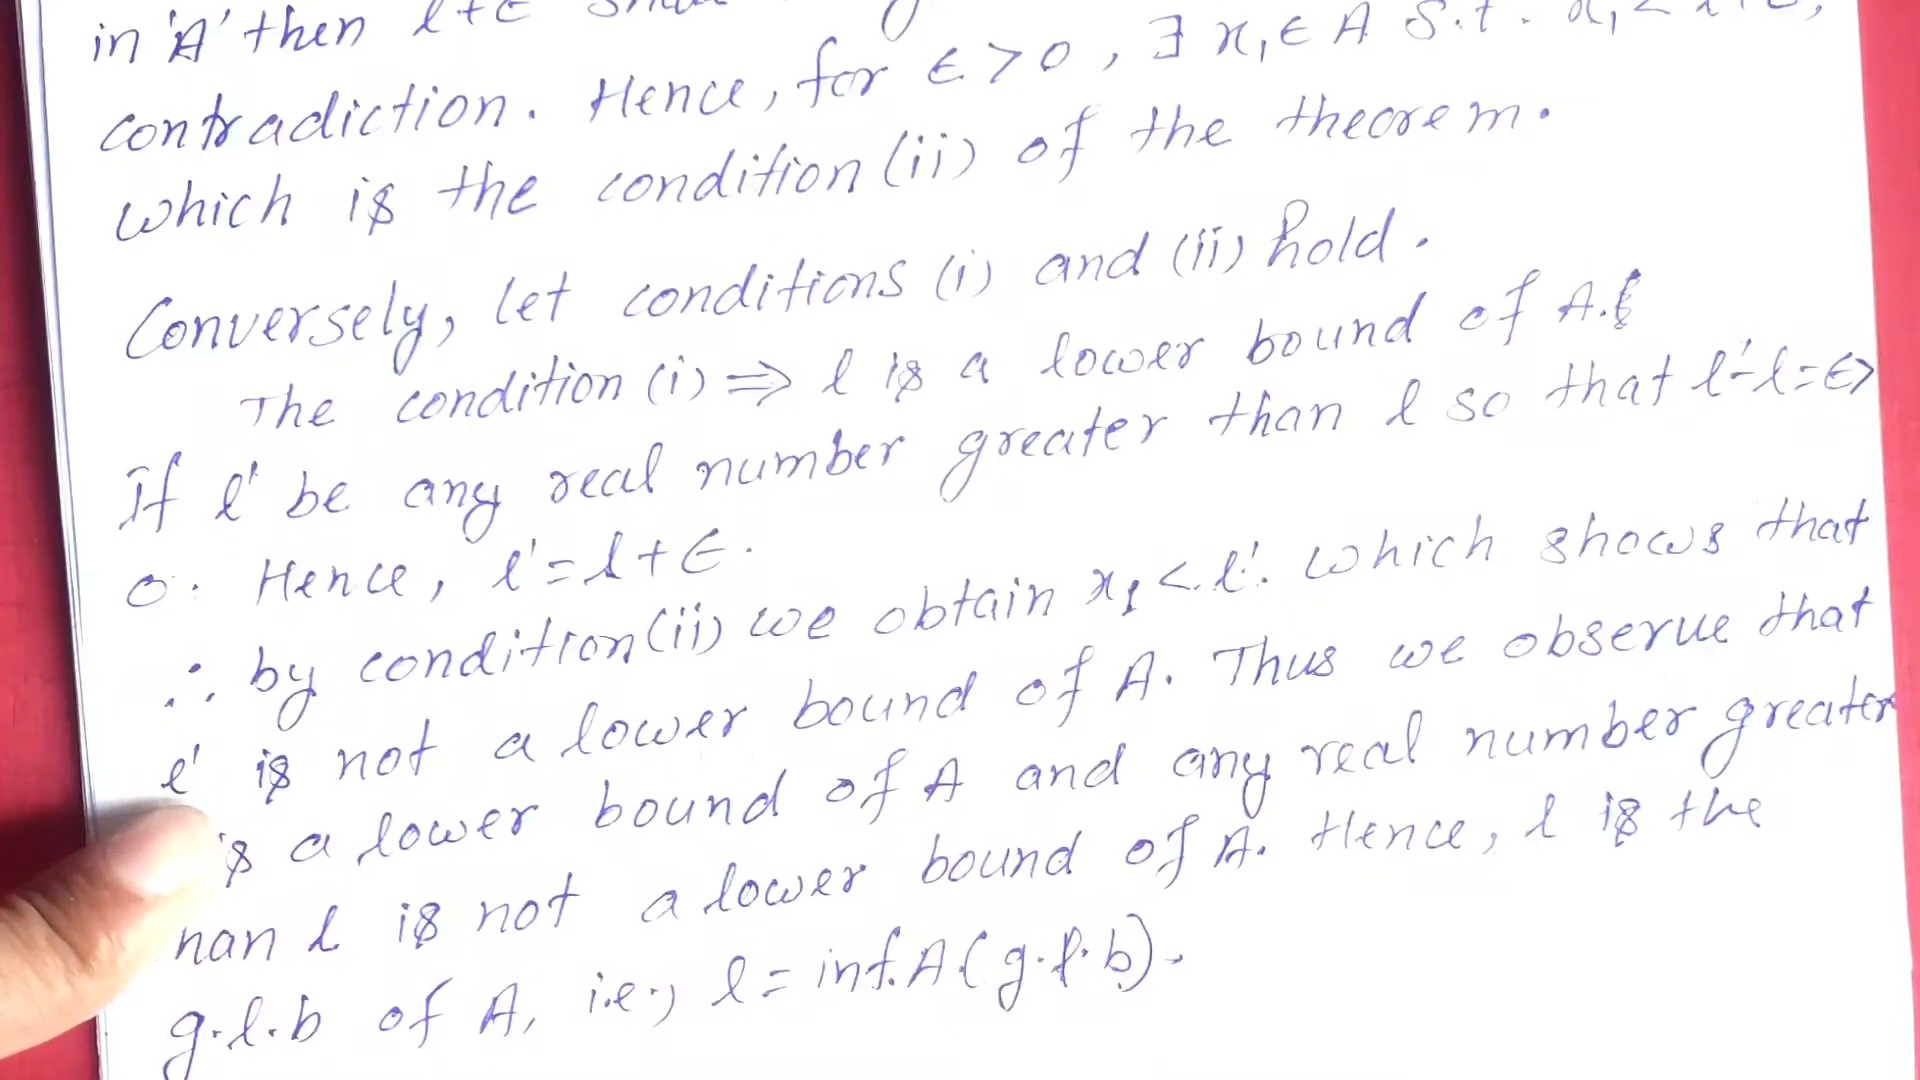 in 'A' then l+ϵ
contradiction. Hence, for ϵ>0, ∃ x₁ ∈ A S.t. x₁ < l+ϵ,
which is the condition (ii) of the theorem.
Conversely, let conditions (i) and (ii) hold.
The condition (i) ⇒ l is a lower bound of A.
If l' be any real number greater than l so that l'-l=ϵ>
0. Hence, l'=l+ϵ.
∴ by condition (ii) we obtain x₁<l'. which shows that
l' is not a lower bound of A. Thus we observe that
is a lower bound of A and any real number greater
han l is not a lower bound of A. Hence, l is the
g.l.b of A, i.e., l = inf.A(g.l.b).